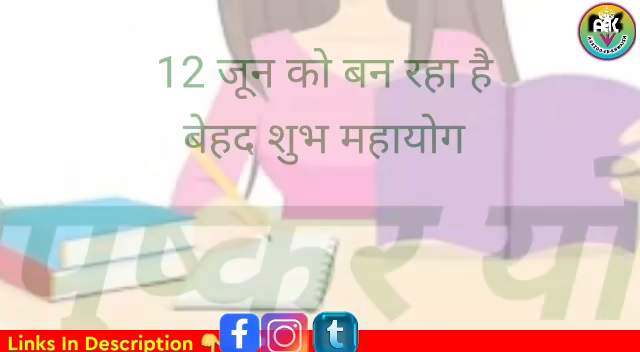 12 जून को बन रहा है
बेहद शुभ महायोग
पुष्कर यो
Links In Description